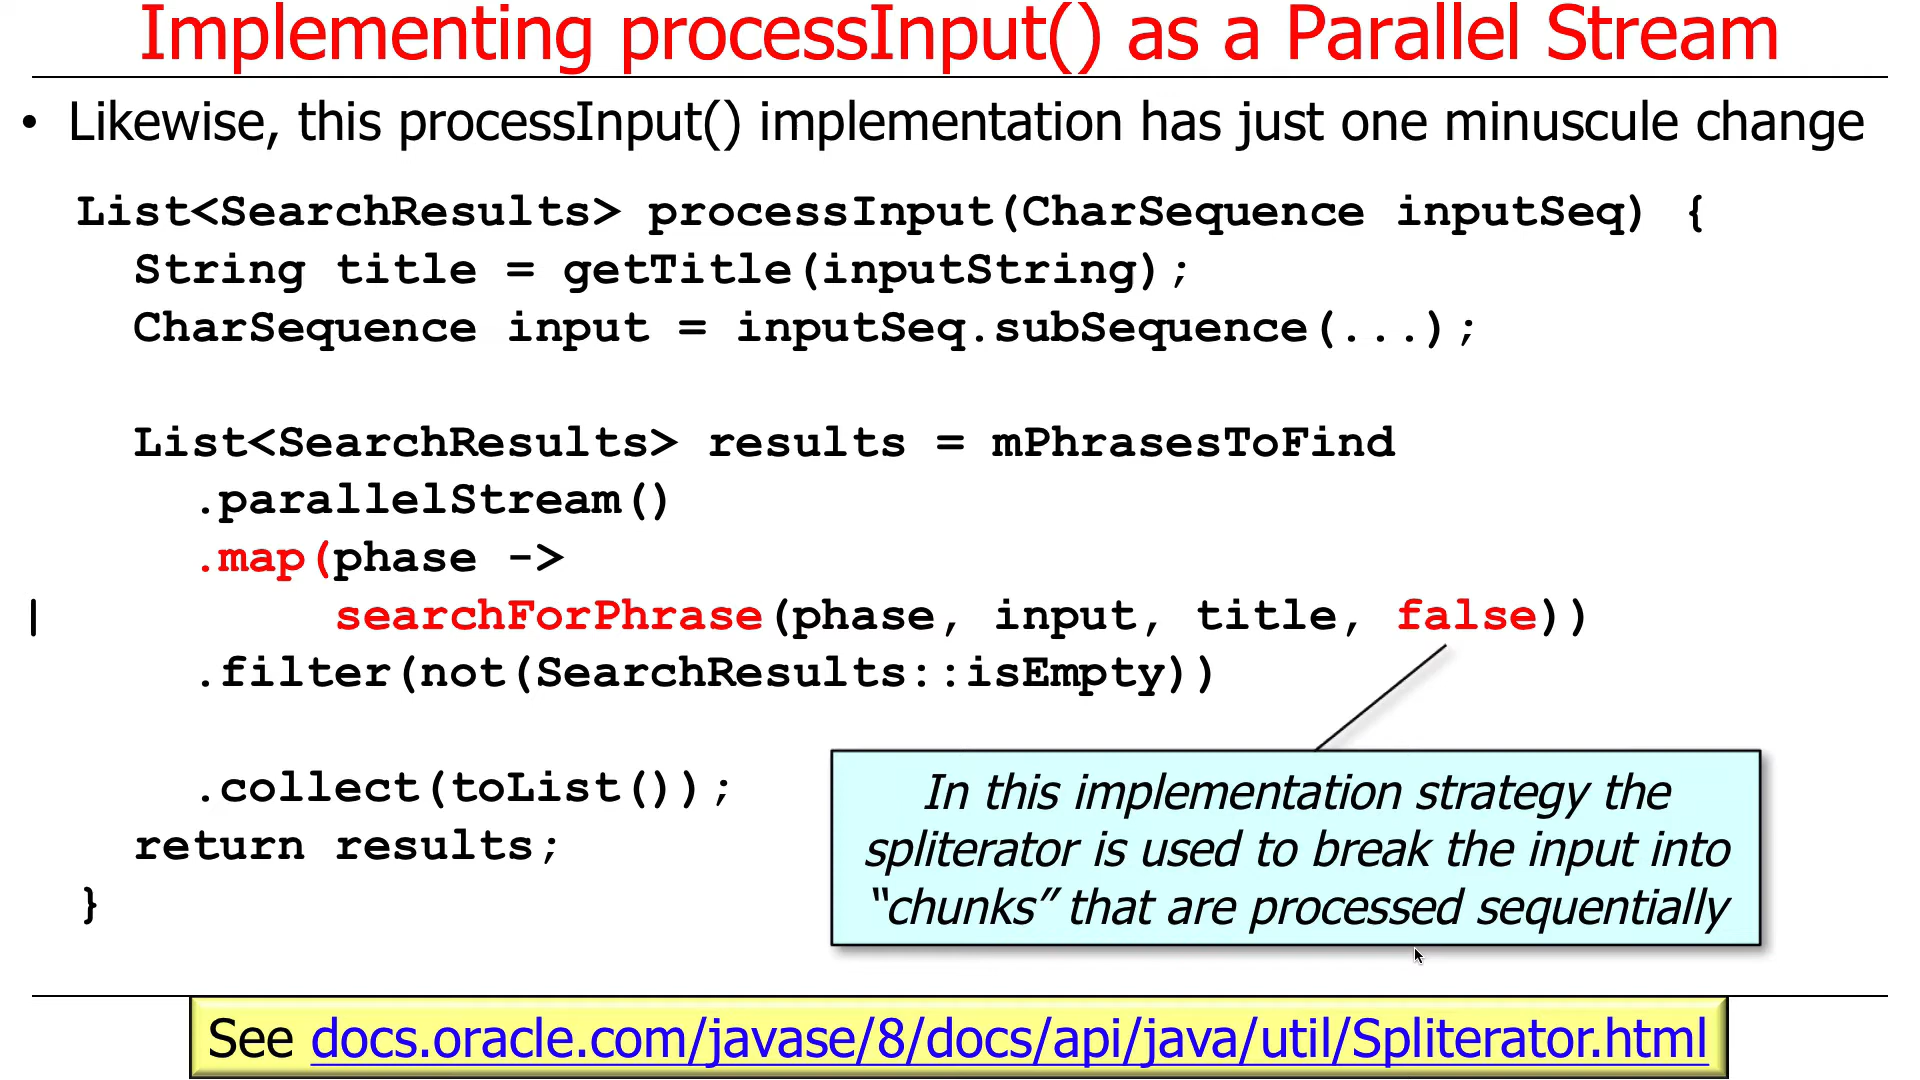 Implementing processInput() as a Parallel Stream
• Likewise, this processInput() implementation has just one minuscule change
List<SearchResults> processInput(CharSequence inputSeq) {
String title = getTitle(inputString);
CharSequence input = inputSeq.subSequence(...);
List<SearchResults> results = mPhrasesToFind
.parallelStream()
.map(phase ->
searchForPhrase(phase, input, title, false))
.filter(not(SearchResults::isEmpty))
.collect(toList());
return results;
}
In this implementation strategy the
spliterator is used to break the input into
“chunks” that are processed sequentially
See docs.oracle.com/javase/8/docs/api/java/util/Spliterator.html